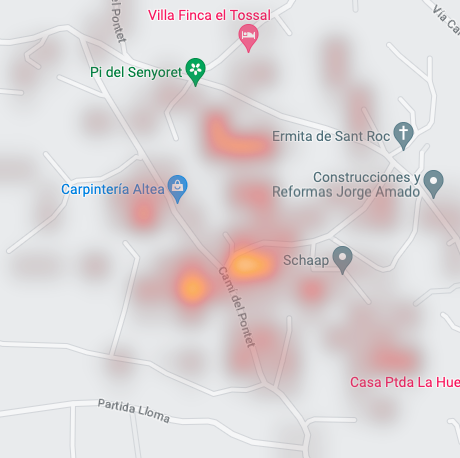 del Pontet
Villa Finca el Tossal
Vía Ca
Pi del Senyoret
Ermita de Sant Roc
Construcciones y
Reformas Jorge Amado
Carpintería Altea
Schaap
Camí del Pontet
Casa Ptda La Hue
Partida Lloma